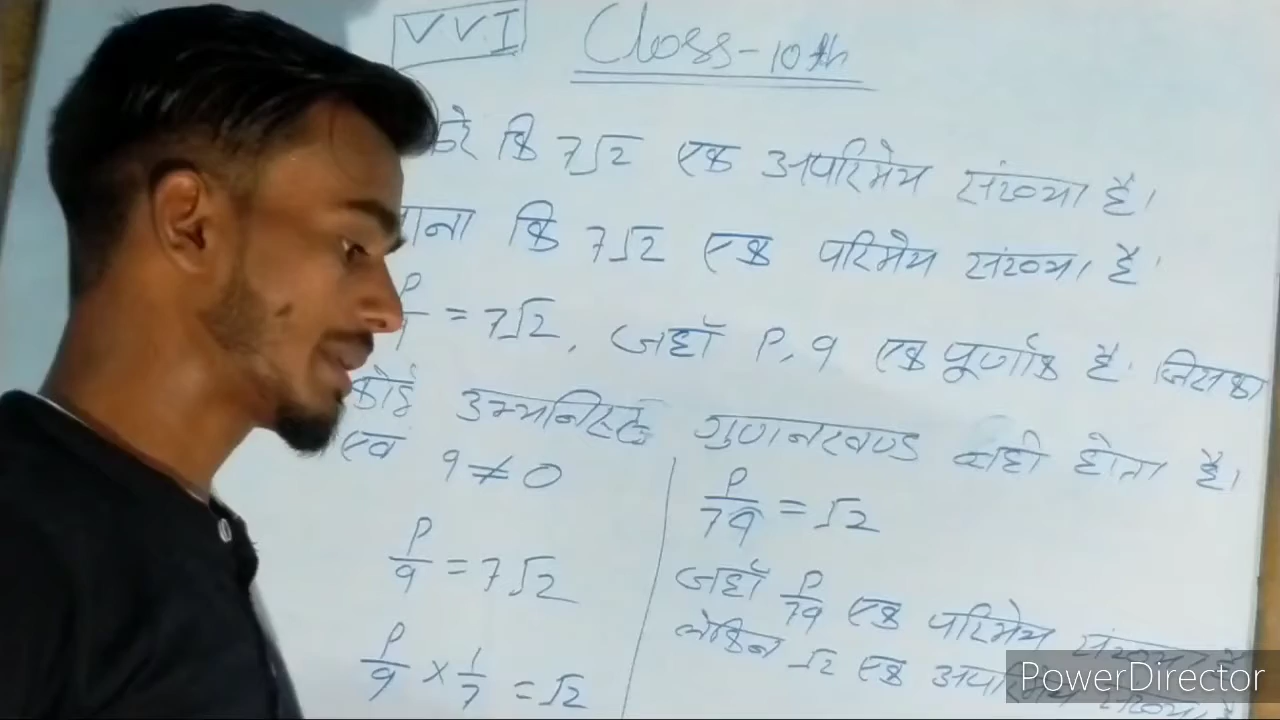 VVI Class-10th
कि 7√2 एक अपरिमेय संख्या है।
कि 7√2 एक परिमेय संख्या है।
= 7√2, जहाँ P, q एक पूर्णांक है। जिसका
कोई उभयनिष्ठ गुणनखण्ड नही होता है।
एवं q ≠ 0
P/q = 7√2
P/q × 1/7 = √2
P/7q = √2
जहाँ P/7q एक परिमेय संख्या है
लेकिन √2 एक अपरिमेय संख्या है
PowerDirector